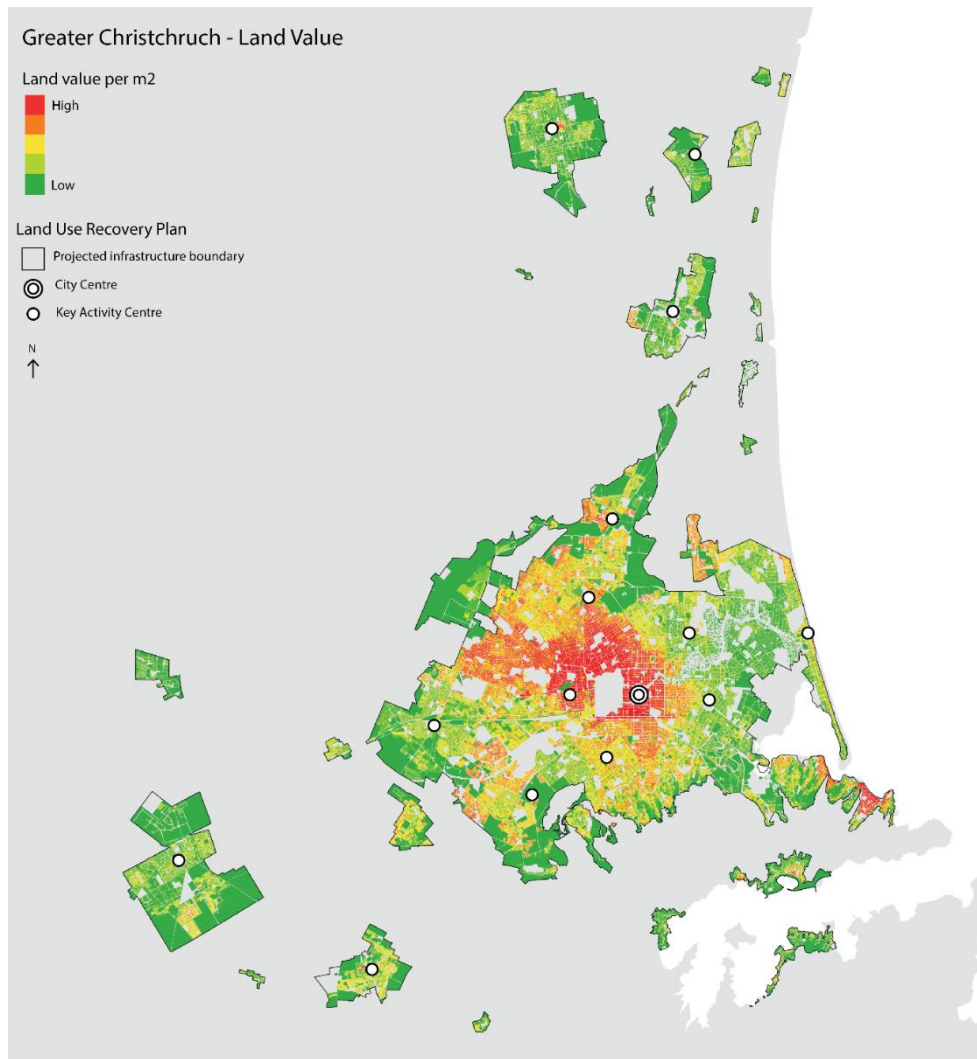 Greater Christchruch - Land Value
Land value per m2
High
Low
Land Use Recovery Plan
Projected infrastructure boundary
City Centre
Key Activity Centre
N